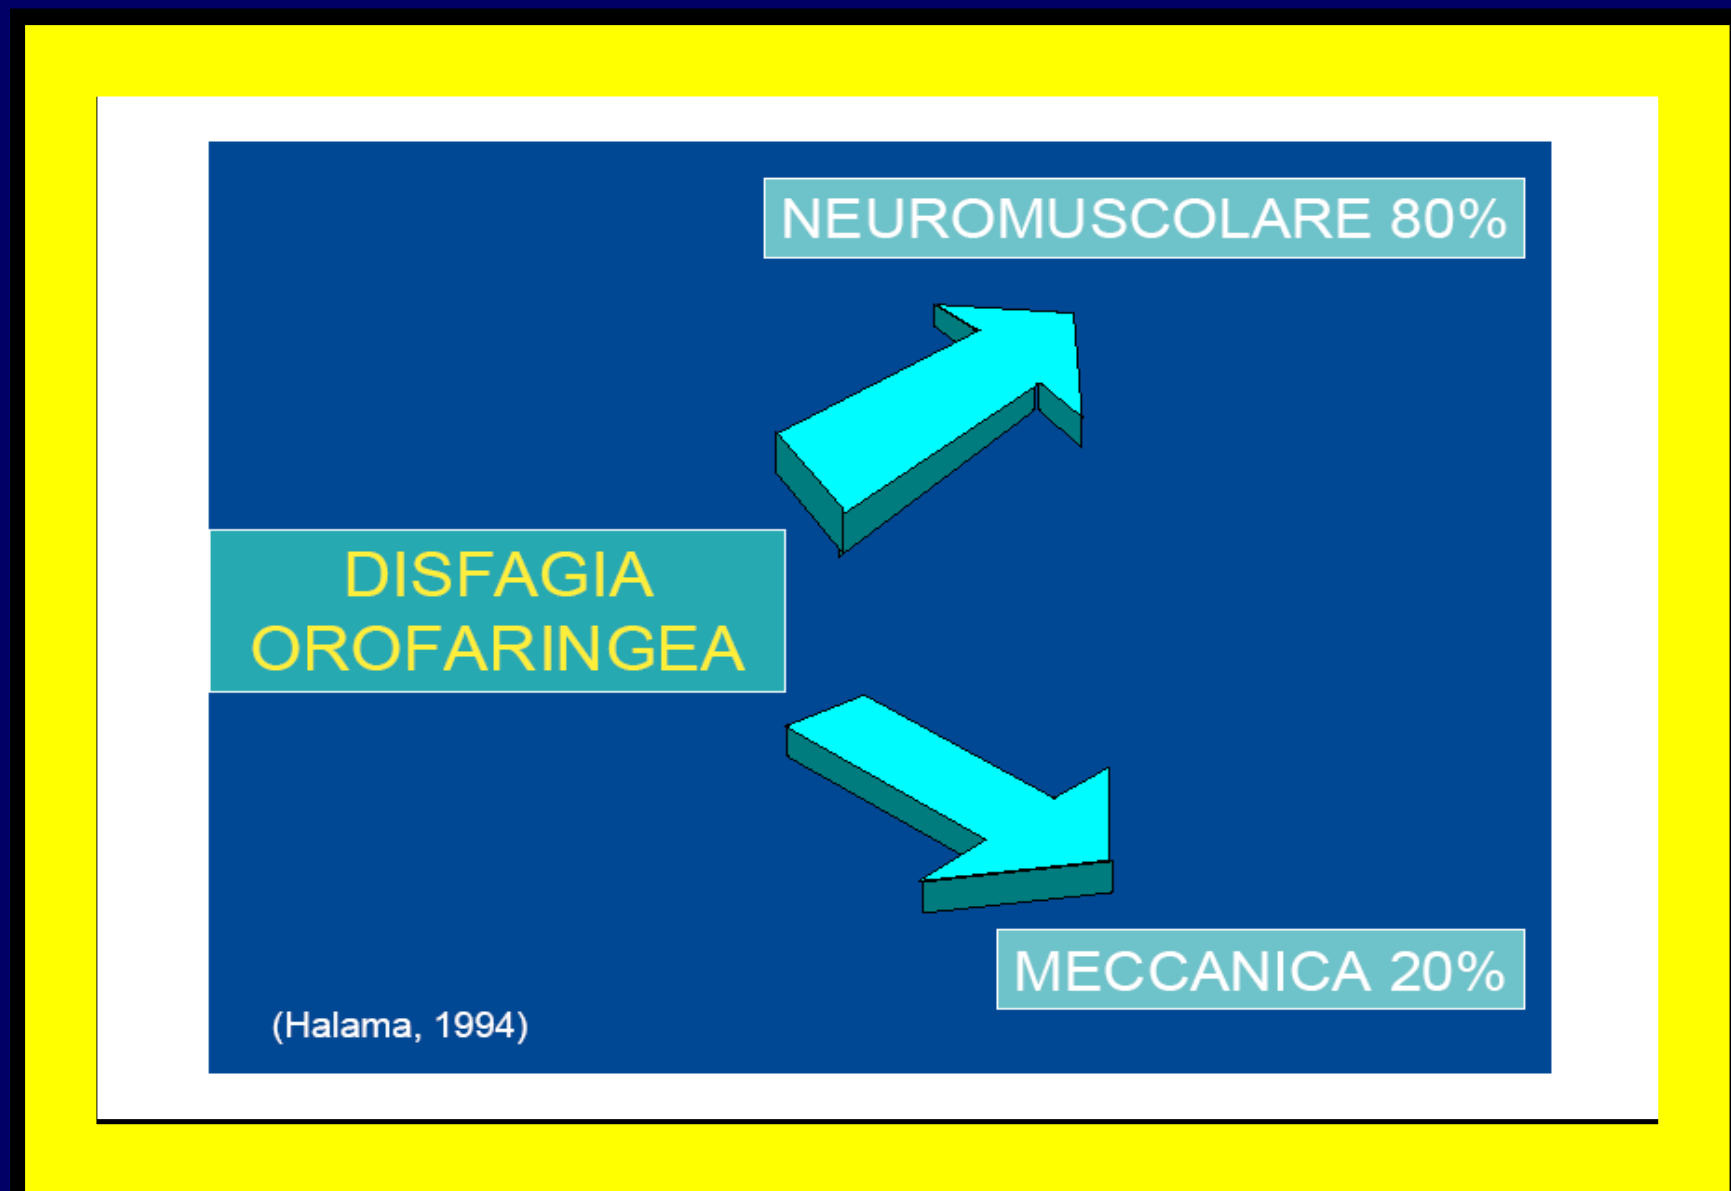 NEUROMUSCOLARE 80%
DISFAGIA
OROFARINGEA
MECCANICA 20%
(Halama, 1994)